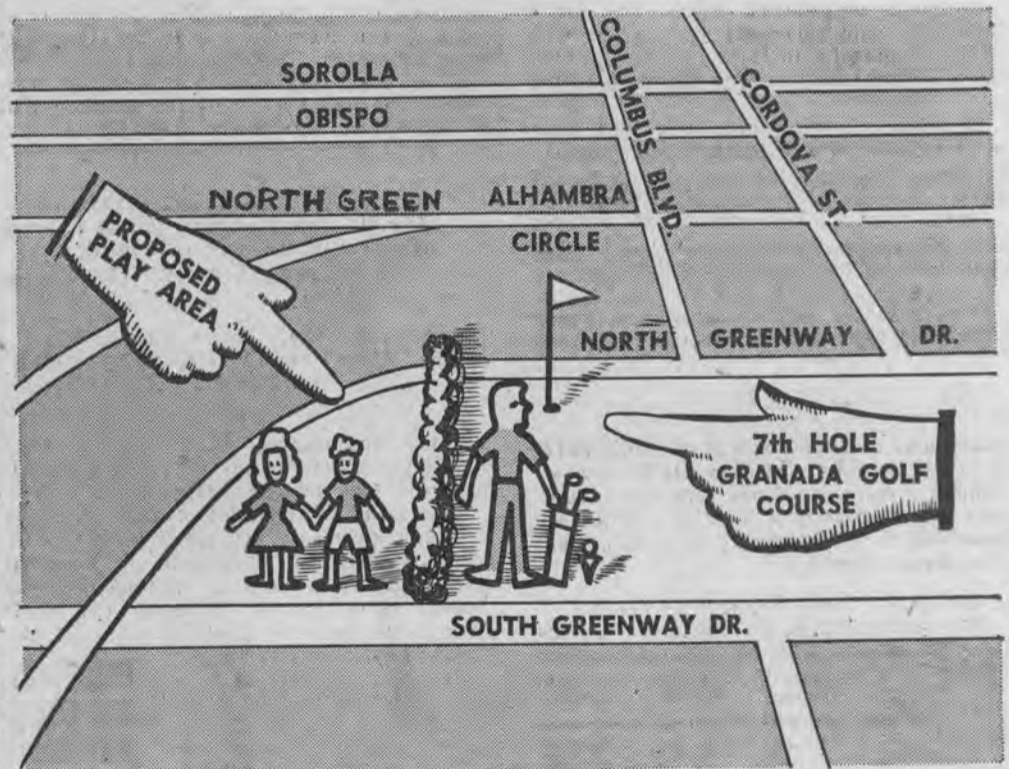 SOROLLA
OBISPO
COLUMBUS BLVD.
CORDOVA ST.
NORTH GREEN
ALHAMBRA
CIRCLE
PROPOSED
PLAY AREA
NORTH GREENWAY DR.
7th HOLE
GRANADA GOLF
COURSE
SOUTH GREENWAY DR.